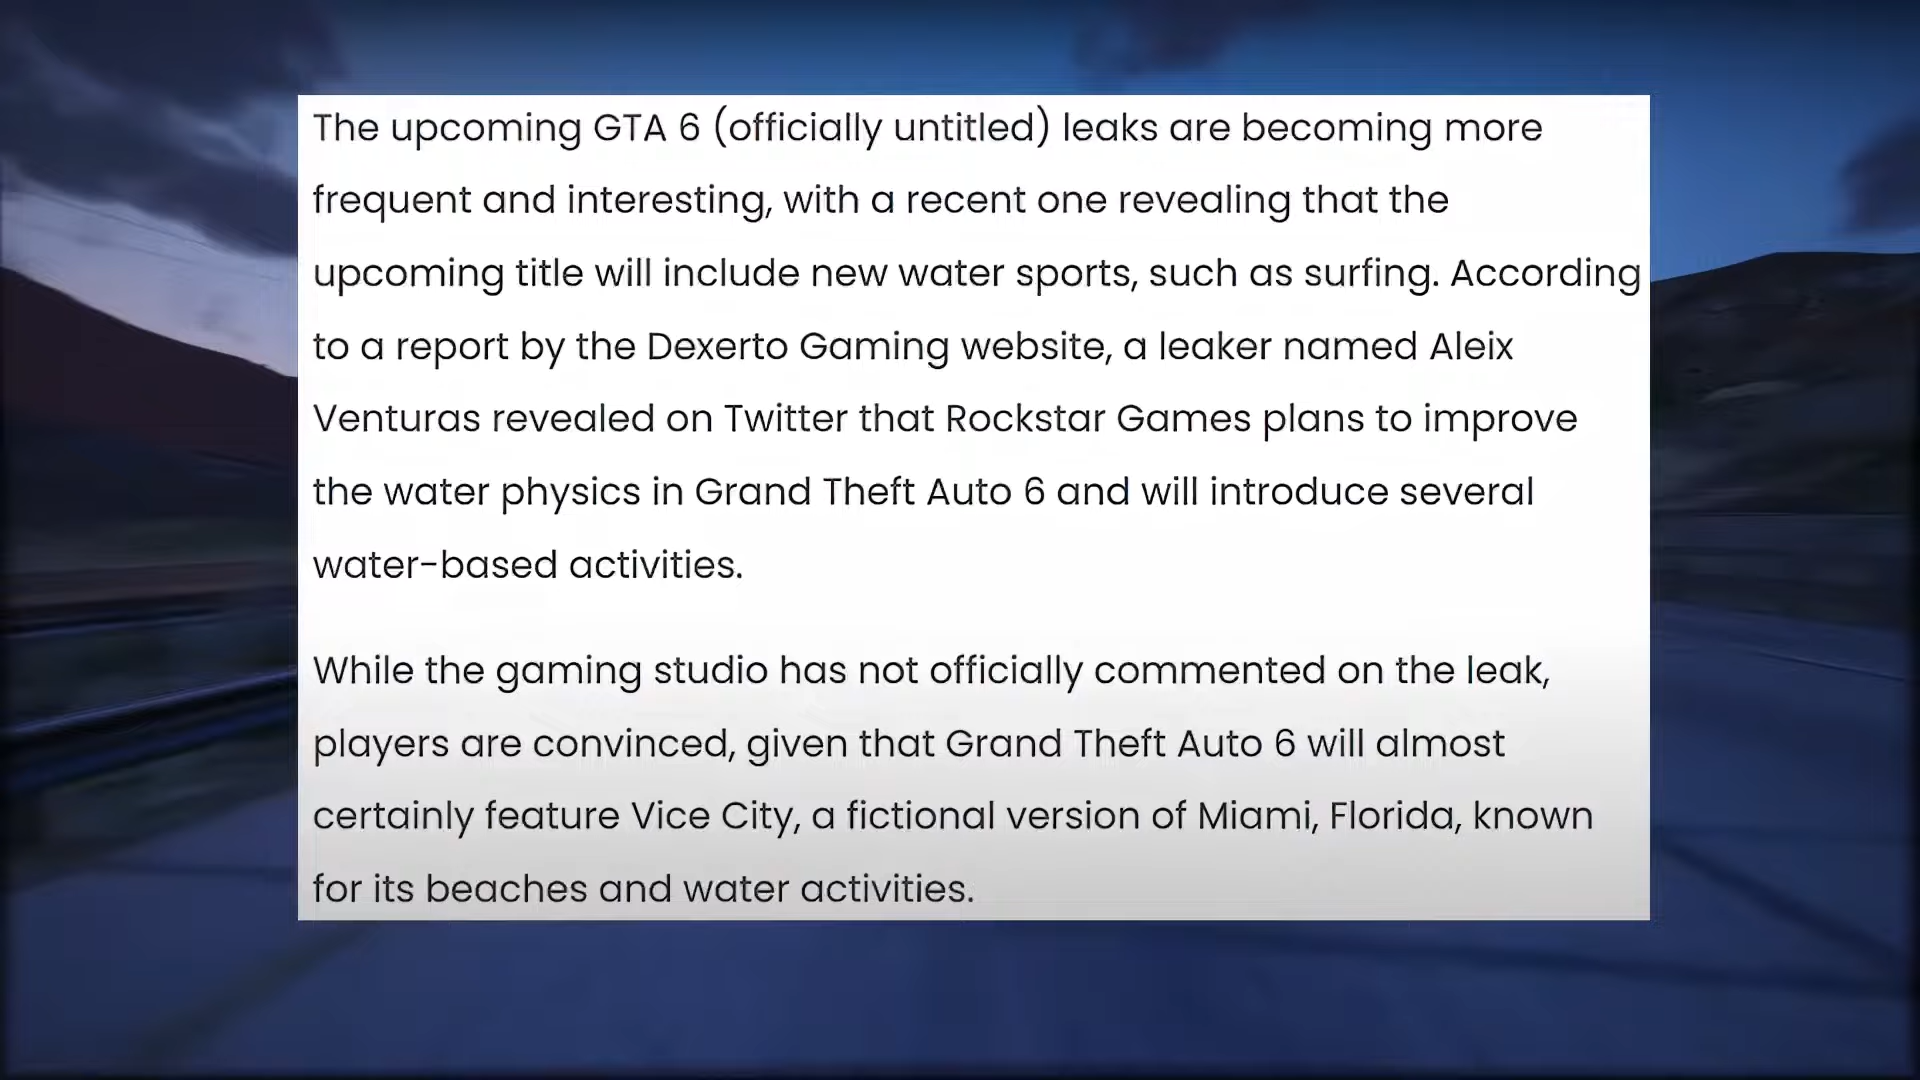 The upcoming GTA 6 (officially untitled) leaks are becoming more
frequent and interesting, with a recent one revealing that the
upcoming title will include new water sports, such as surfing. According
to a report by the Dexerto Gaming website, a leaker named Aleix
Venturas revealed on Twitter that Rockstar Games plans to improve
the water physics in Grand Theft Auto 6 and will introduce several
water-based activities.
While the gaming studio has not officially commented on the leak,
players are convinced, given that Grand Theft Auto 6 will almost
certainly feature Vice City, a fictional version of Miami, Florida, known
for its beaches and water activities.